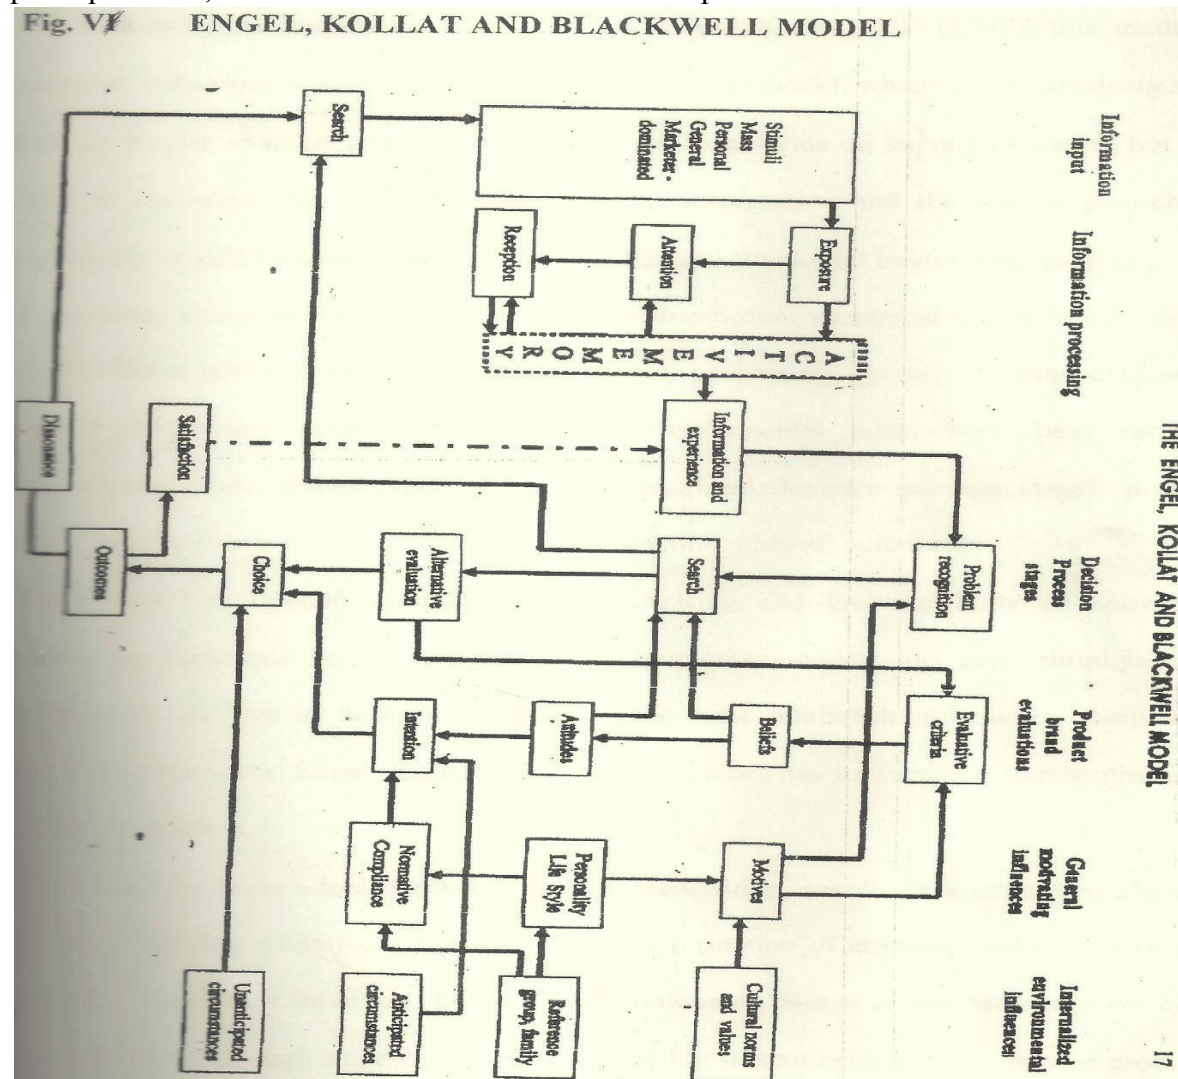 Fig. VI ENGEL, KOLLAT AND BLACKWELL MODEL
17
THE ENGEL, KOLLAT AND BLACKWELL MODEL
Information
input
Information processing
Decision
Process
stages
Product
brand
evaluations
General
motivating
influences
Internalized
environmental
influences
Stimuli
Mass
Personal
General
Marketer -
dominated
Exposure
Attention
Reception
ACTIVE MEMORY
Search
Information and
experience
Problem
recognition
Search
Alternative
evaluation
Choice
Outcomes
Satisfaction
Dissonance
Evaluative
criteria
Beliefs
Attitudes
Intention
Motives
Personality
Life Style
Normative
Compliance
Cultural norms
and values
Reference
group, family
Anticipated
circumstances
Unanticipated
circumstances